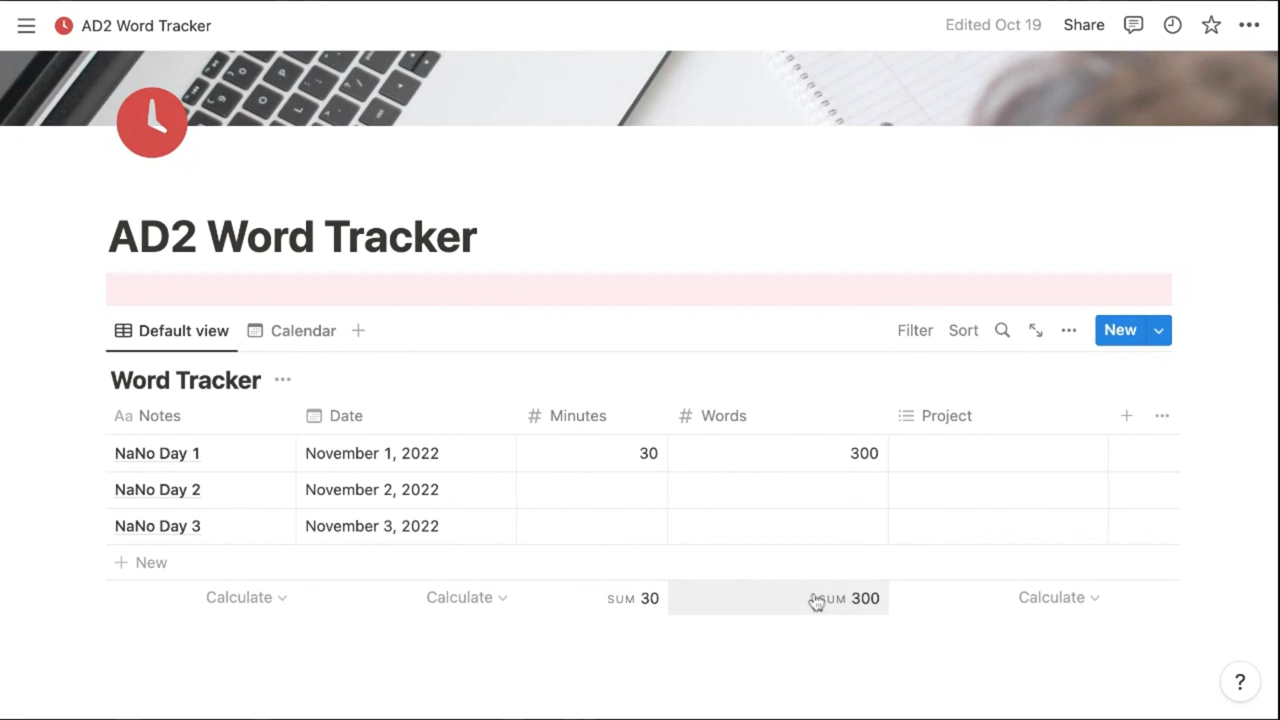 AD2 Word Tracker
Edited Oct 19 Share
AD2 Word Tracker
Default view Calendar
Filter Sort New
Word Tracker
Aa Notes Date # Minutes # Words Project
NaNo Day 1 November 1, 2022 30 300
NaNo Day 2 November 2, 2022
NaNo Day 3 November 3, 2022
+ New
Calculate Calculate SUM 30 SUM 300 Calculate
?